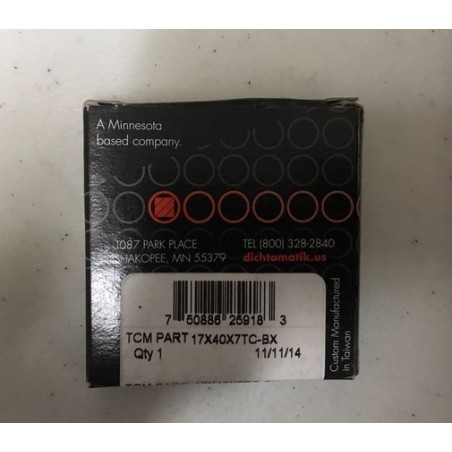 A Minnesota
based company.
1087 PARK PLACE
SHAKOPEE, MN 55379
TEL (800) 328-2840
dichtomatik.us
7 50886 25918 3
TCM PART 17X40X7TC-BX
Qty 1 11/11/14
Custom Manufactured
in Taiwan